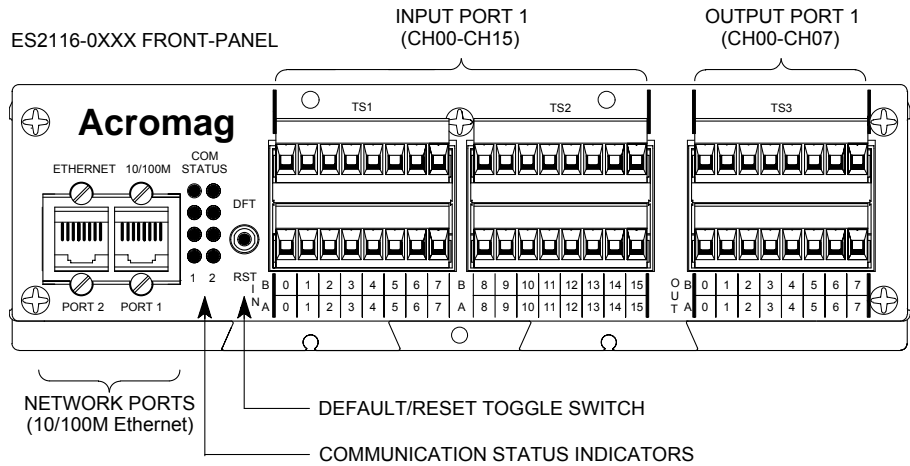 INPUT PORT 1
(CH00-CH15)
OUTPUT PORT 1
(CH00-CH07)
ES2116-0XXX FRONT-PANEL
TS1
TS2
TS3
Acromag
ETHERNET 10/100M
COM
STATUS
DFT
1 2
RST
PORT 2 PORT 1
IN
B 0 1 2 3 4 5 6 7 B 8 9 10 11 12 13 14 15
A 0 1 2 3 4 5 6 7 A 8 9 10 11 12 13 14 15
OUT
B 0 1 2 3 4 5 6 7
A 0 1 2 3 4 5 6 7
NETWORK PORTS
(10/100M Ethernet)
DEFAULT/RESET TOGGLE SWITCH
COMMUNICATION STATUS INDICATORS